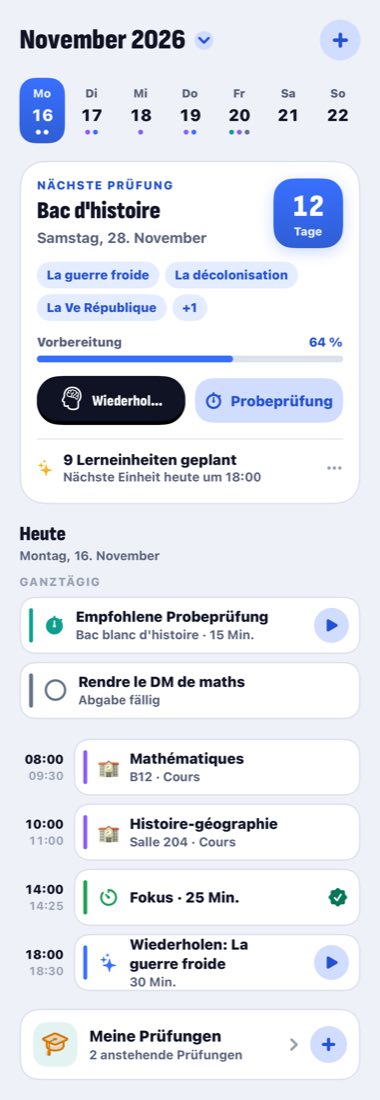 November 2026
Mo Di Mi Do Fr Sa So
16 17 18 19 20 21 22
NÄCHSTE PRÜFUNG
Bac d'histoire
Samstag, 28. November
12
Tage
La guerre froide La décolonisation
La Ve République +1
Vorbereitung 64 %
Wiederhol... Probeprüfung
9 Lerneinheiten geplant
Nächste Einheit heute um 18:00
Heute
Montag, 16. November
GANZTÄGIG
Empfohlene Probeprüfung
Bac blanc d'histoire · 15 Min.
Rendre le DM de maths
Abgabe fällig
08:00 Mathématiques
09:30 B12 · Cours
10:00 Histoire-géographie
11:00 Salle 204 · Cours
14:00 Fokus · 25 Min.
14:25
18:00 Wiederholen: La
18:30 guerre froide
30 Min.
Meine Prüfungen
2 anstehende Prüfungen